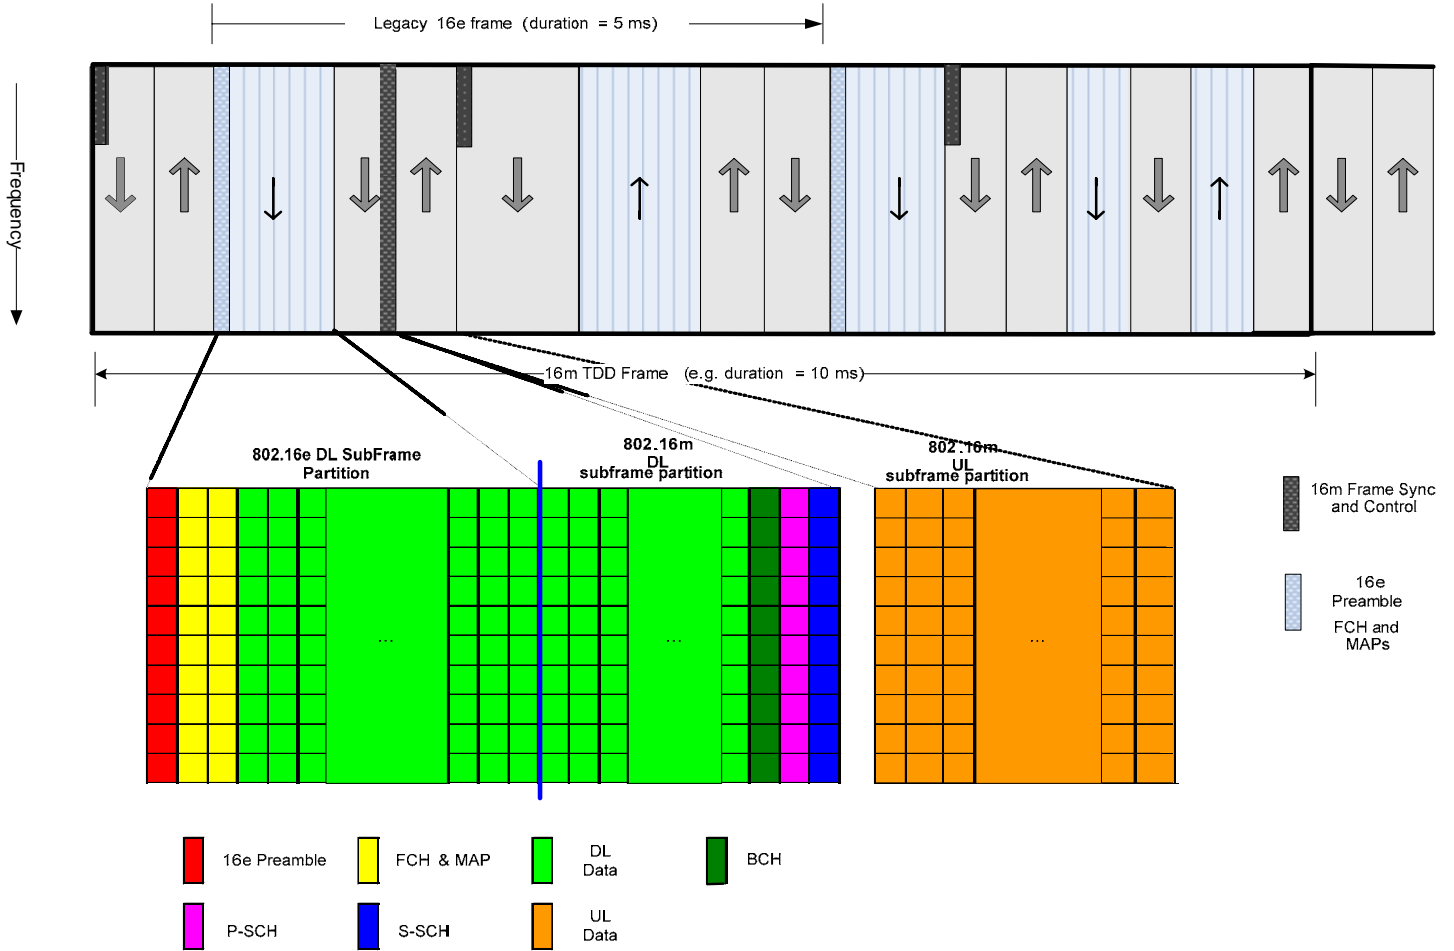 Legacy 16e frame (duration = 5 ms)
Frequency
16m TDD Frame (e.g. duration = 10 ms)
802.16e DL SubFrame
Partition
802.16m
DL
subframe partition
802.16m
UL
subframe partition
16m Frame Sync
and Control
16e
Preamble
FCH and
MAPs
...
...
...
16e Preamble
FCH & MAP
DL
Data
BCH
P-SCH
S-SCH
UL
Data